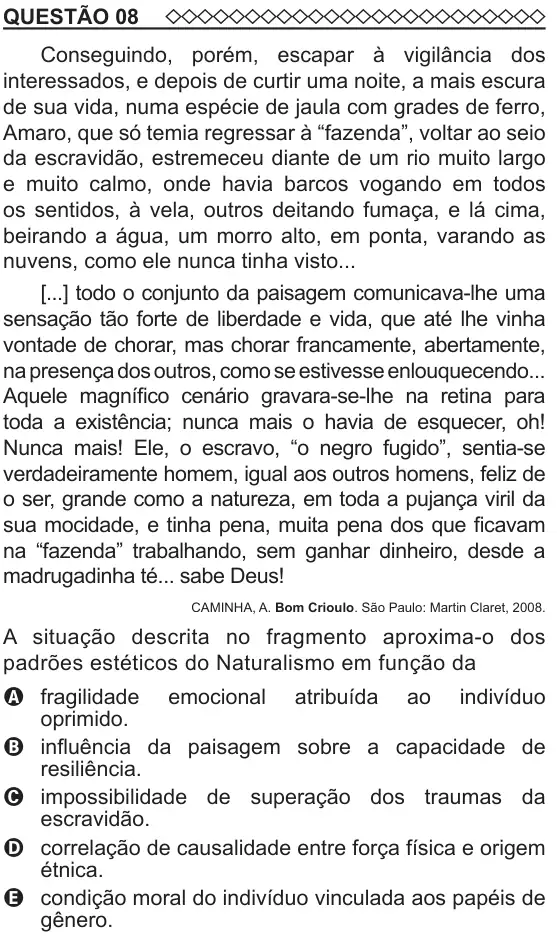 QUESTÃO 08
Conseguindo, porém, escapar à vigilância dos
interessados, e depois de curtir uma noite, a mais escura
de sua vida, numa espécie de jaula com grades de ferro,
Amaro, que só temia regressar à “fazenda”, voltar ao seio
da escravidão, estremeceu diante de um rio muito largo
e muito calmo, onde havia barcos vogando em todos
os sentidos, à vela, outros deitando fumaça, e lá cima,
beirando a água, um morro alto, em ponta, varando as
nuvens, como ele nunca tinha visto...
[...] todo o conjunto da paisagem comunicava-lhe uma
sensação tão forte de liberdade e vida, que até lhe vinha
vontade de chorar, mas chorar francamente, abertamente,
na presença dos outros, como se estivesse enlouquecendo...
Aquele magnífico cenário gravara-se-lhe na retina para
toda a existência; nunca mais o havia de esquecer, oh!
Nunca mais! Ele, o escravo, “o negro fugido”, sentia-se
verdadeiramente homem, igual aos outros homens, feliz de
o ser, grande como a natureza, em toda a pujança viril da
sua mocidade, e tinha pena, muita pena dos que ficavam
na “fazenda” trabalhando, sem ganhar dinheiro, desde a
madrugadinha té... sabe Deus!
CAMINHA, A. Bom Crioulo. São Paulo: Martin Claret, 2008.
A situação descrita no fragmento aproxima-o dos
padrões estéticos do Naturalismo em função da
A fragilidade emocional atribuída ao indivíduo
oprimido.
B influência da paisagem sobre a capacidade de
resiliência.
C impossibilidade de superação dos traumas da
escravidão.
D correlação de causalidade entre força física e origem
étnica.
E condição moral do indivíduo vinculada aos papéis de
gênero.